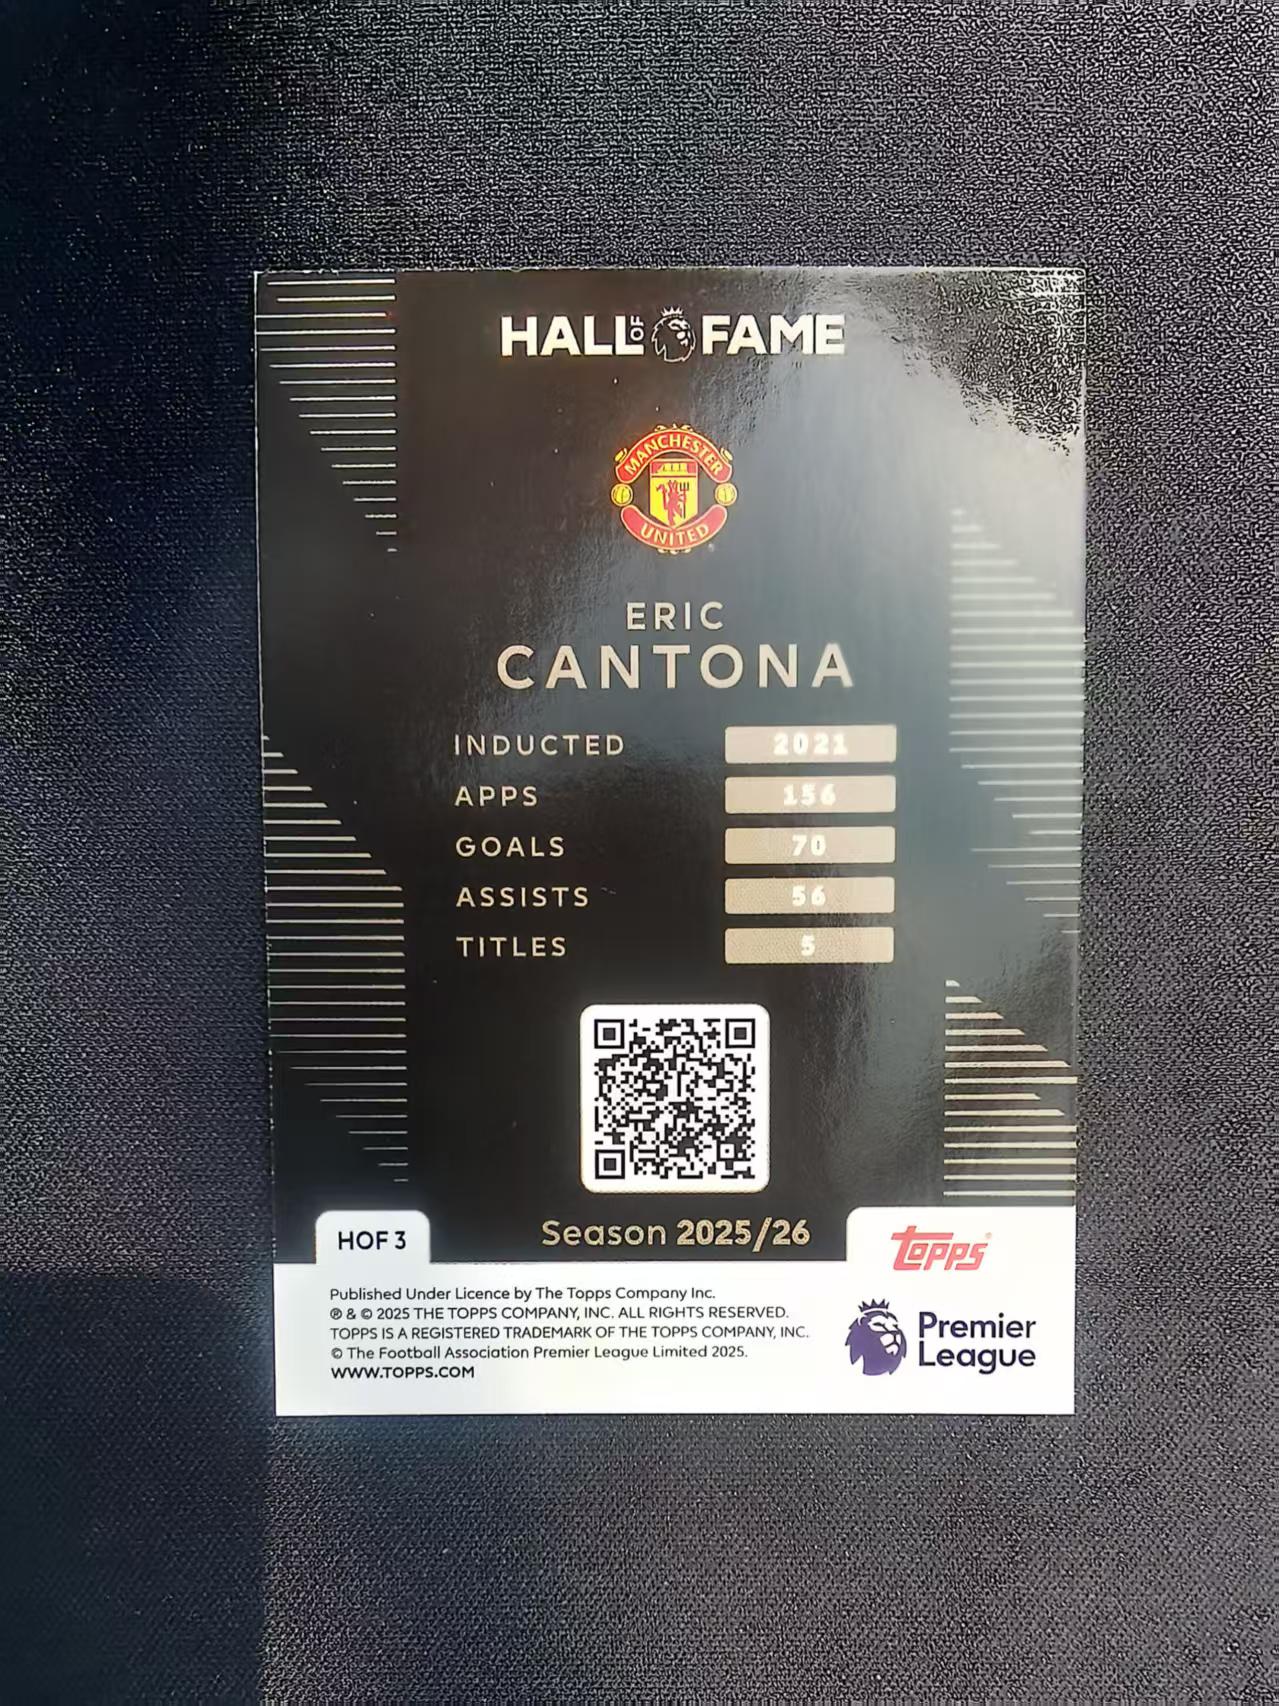 HALL OF FAME
MANCHESTER
UNITED
ERIC
CANTONA
INDUCTED 2021
APPS 156
GOALS 70
ASSISTS 56
TITLES 5
Season 2025/26
HOF 3
TOPPS®
Published Under Licence by The Topps Company Inc.
® & © 2025 THE TOPPS COMPANY, INC. ALL RIGHTS RESERVED.
TOPPS IS A REGISTERED TRADEMARK OF THE TOPPS COMPANY, INC.
© The Football Association Premier League Limited 2025.
WWW.TOPPS.COM
Premier
League